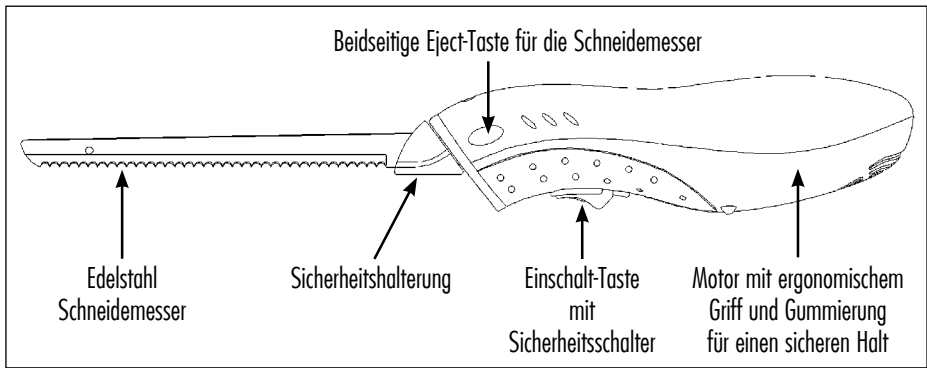 Beidseitige Eject-Taste für die Schneidemesser
Edelstahl
Schneidemesser
Sicherheitshalterung
Einschalt-Taste
mit
Sicherheitsschalter
Motor mit ergonomischem
Griff und Gummierung
für einen sicheren Halt